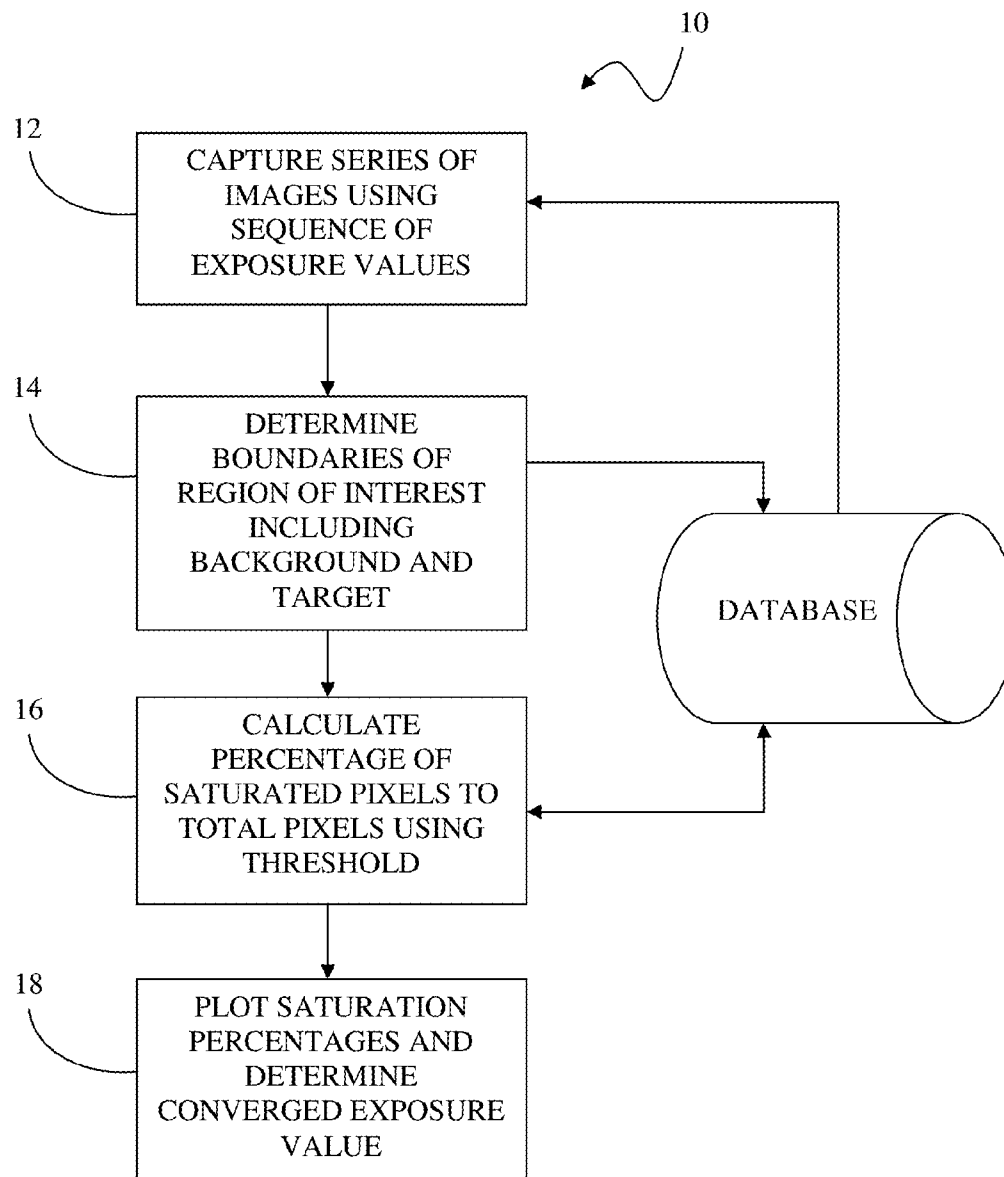 10
12
CAPTURE SERIES OF
IMAGES USING
SEQUENCE OF
EXPOSURE VALUES
14
DETERMINE
BOUNDARIES OF
REGION OF INTEREST
INCLUDING
BACKGROUND AND
TARGET
DATABASE
16
CALCULATE
PERCENTAGE OF
SATURATED PIXELS TO
TOTAL PIXELS USING
THRESHOLD
18
PLOT SATURATION
PERCENTAGES AND
DETERMINE
CONVERGED EXPOSURE
VALUE